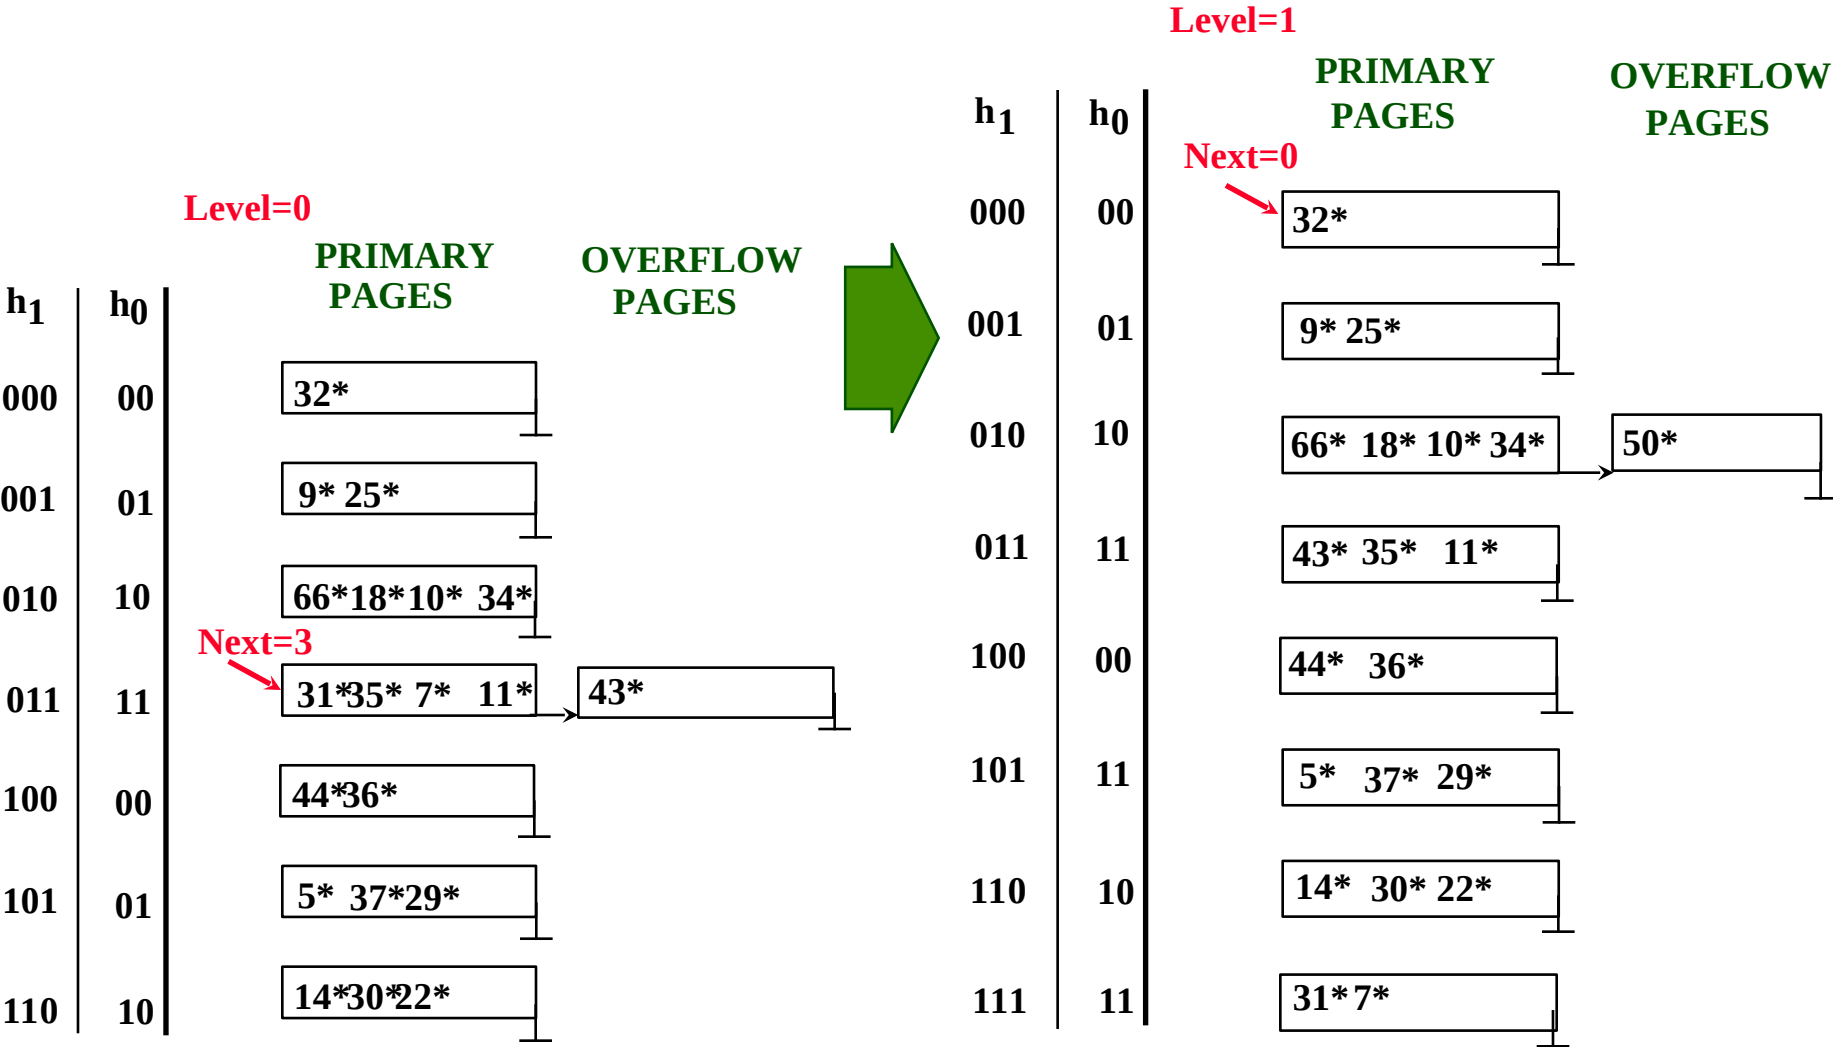 Level=0
PRIMARY
PAGES
OVERFLOW
PAGES
h1 h0
000 00 32*
001 01 9* 25*
010 10 66* 18* 10* 34*
Next=3
011 11 31* 35* 7* 11* 43*
100 00 44* 36*
101 01 5* 37* 29*
110 10 14* 30* 22*
Level=1
PRIMARY
PAGES
OVERFLOW
PAGES
h1 h0
Next=0
000 00 32*
001 01 9* 25*
010 10 66* 18* 10* 34* 50*
011 11 43* 35* 11*
100 00 44* 36*
101 11 5* 37* 29*
110 10 14* 30* 22*
111 11 31* 7*